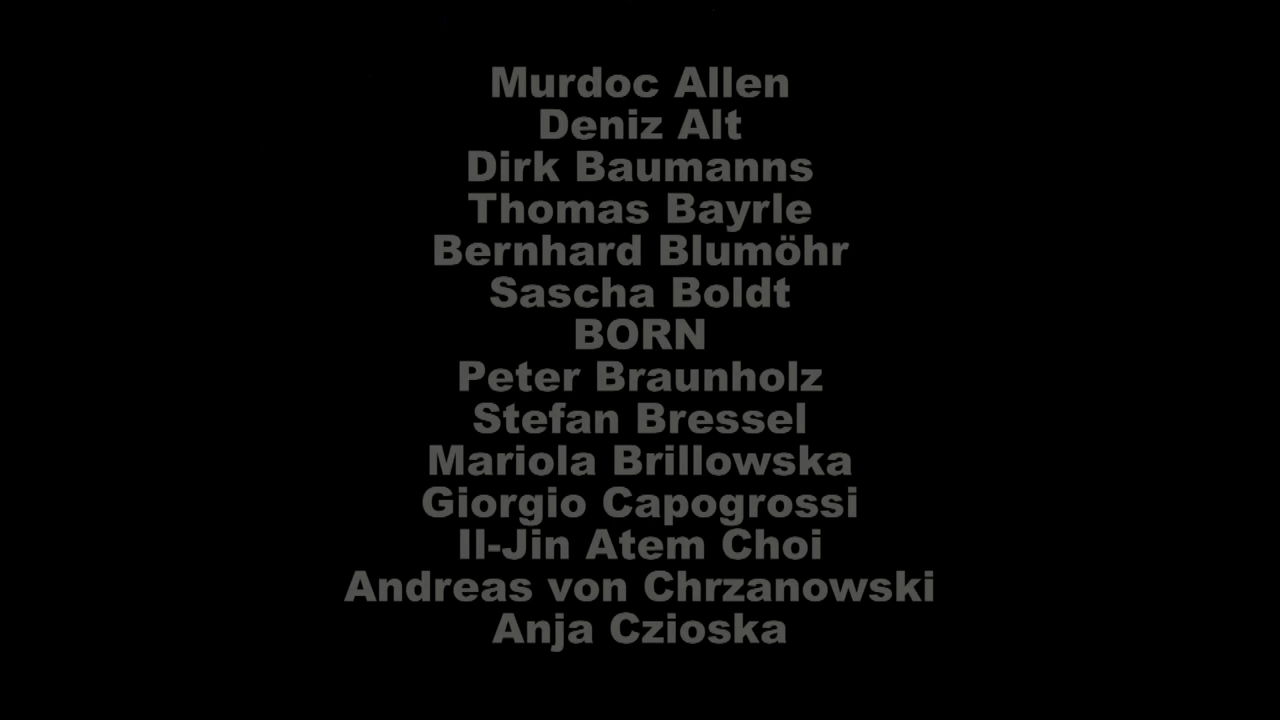 Murdoc Allen
Deniz Alt
Dirk Baumanns
Thomas Bayrle
Bernhard Blumöhr
Sascha Boldt
BORN
Peter Braunholz
Stefan Bressel
Mariola Brillowska
Giorgio Capogrossi
Il-Jin Atem Choi
Andreas von Chrzanowski
Anja Czioska